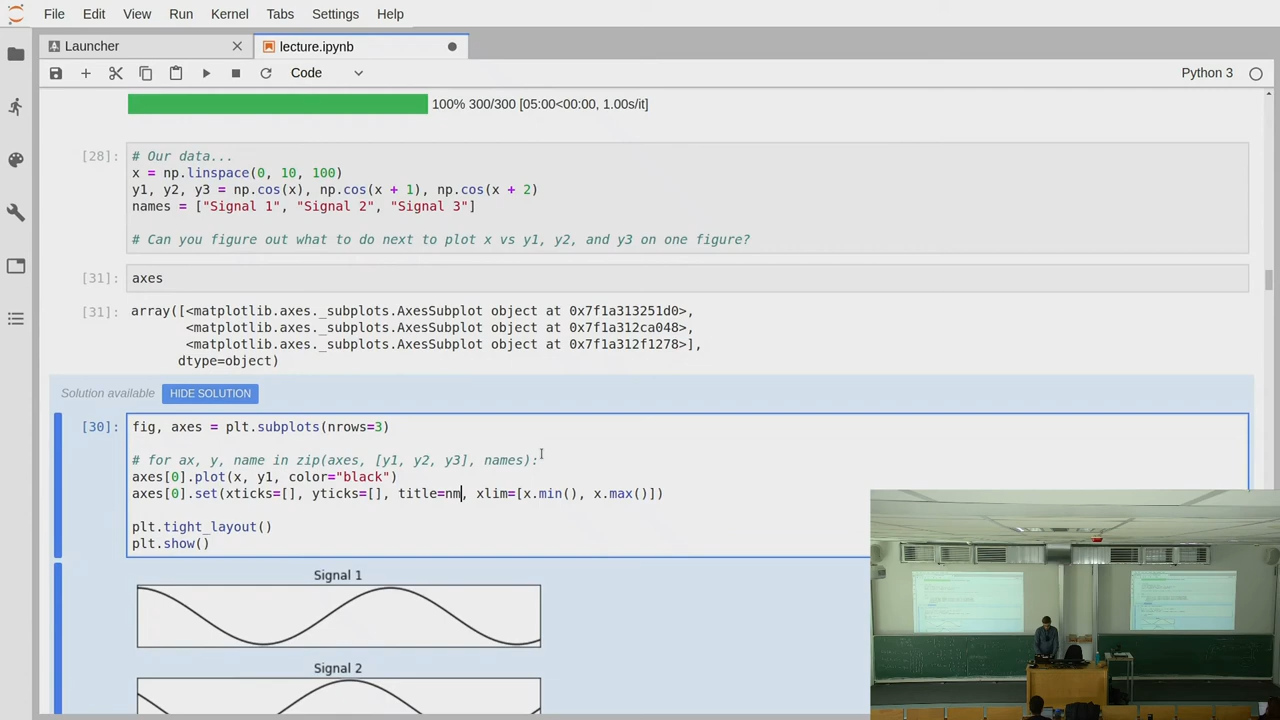 File Edit View Run Kernel Tabs Settings Help
Launcher lecture.ipynb
Code Python 3
100% 300/300 [05:00<00:00, 1.00s/it]
[28]: # Our data...
x = np.linspace(0, 10, 100)
y1, y2, y3 = np.cos(x), np.cos(x + 1), np.cos(x + 2)
names = ["Signal 1", "Signal 2", "Signal 3"]
# Can you figure out what to do next to plot x vs y1, y2, and y3 on one figure?
[31]: axes
[31]: array([<matplotlib.axes._subplots.AxesSubplot object at 0x7f1a313251d0>,
<matplotlib.axes._subplots.AxesSubplot object at 0x7f1a312ca048>,
<matplotlib.axes._subplots.AxesSubplot object at 0x7f1a312f1278>],
dtype=object)
Solution available HIDE SOLUTION
[30]: fig, axes = plt.subplots(nrows=3)
# for ax, y, name in zip(axes, [y1, y2, y3], names):
axes[0].plot(x, y1, color="black")
axes[0].set(xticks=[], yticks=[], title=nm, xlim=[x.min(), x.max()])
plt.tight_layout()
plt.show()
Signal 1
Signal 2